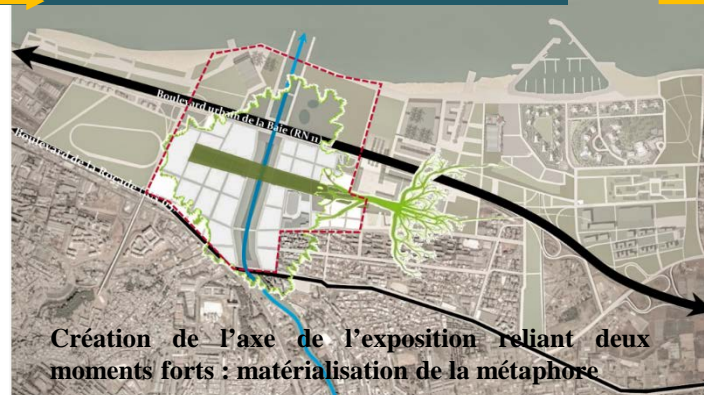 Boulevard urbain de la Baie (RN 11)
Boulevard de la Rocade
Création de l’axe de l’exposition reliant deux
moments forts : matérialisation de la métaphore